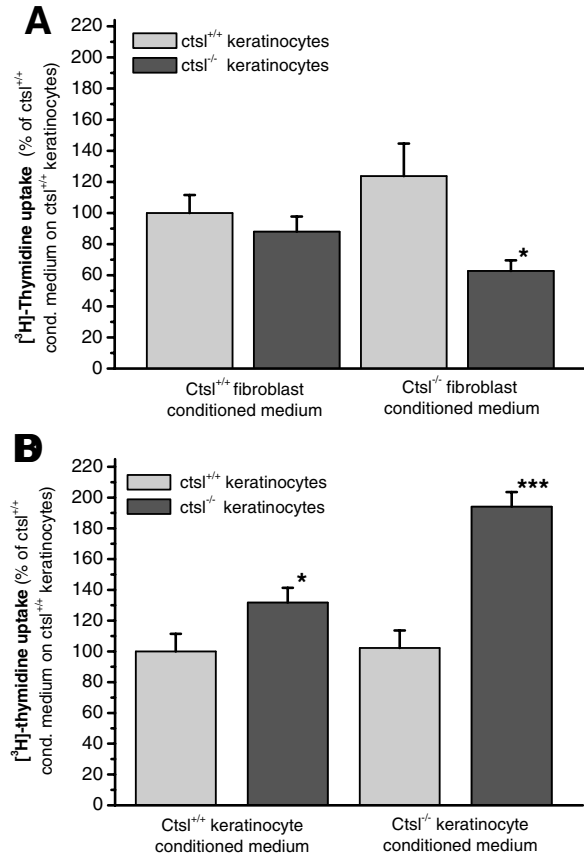 A
ctsl+/+ keratinocytes
ctsl-/- keratinocytes
[3H]-Thymidine uptake (% of ctsl+/+
cond. medium on ctsl+/+ keratinocytes)
220
200
180
160
140
120
100
80
60
40
20
0
*
Ctsl+/+ fibroblast
conditioned medium
Ctsl-/- fibroblast
conditioned medium
ctsl+/+ keratinocytes
ctsl-/- keratinocytes
[3H]-thymidine uptake (% of ctsl+/+
cond. medium on ctsl+/+ keratinocytes)
220
200
180
160
140
120
100
80
60
40
20
0
*
***
Ctsl+/+ keratinocyte
conditioned medium
Ctsl-/- keratinocyte
conditioned medium